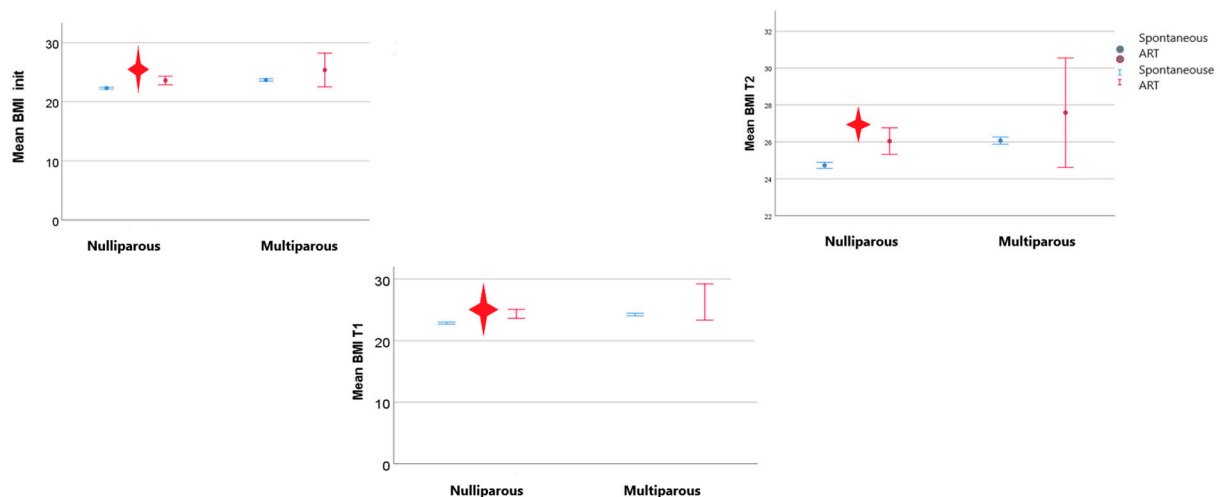 Mean BMI init
30
20
10
0
Nulliparous Multiparous
Mean BMI T2
32
30
28
26
24
22
Nulliparous Multiparous
Spontaneous
ART
Spontaneouse
ART
Mean BMI T1
30
20
10
0
Nulliparous Multiparous